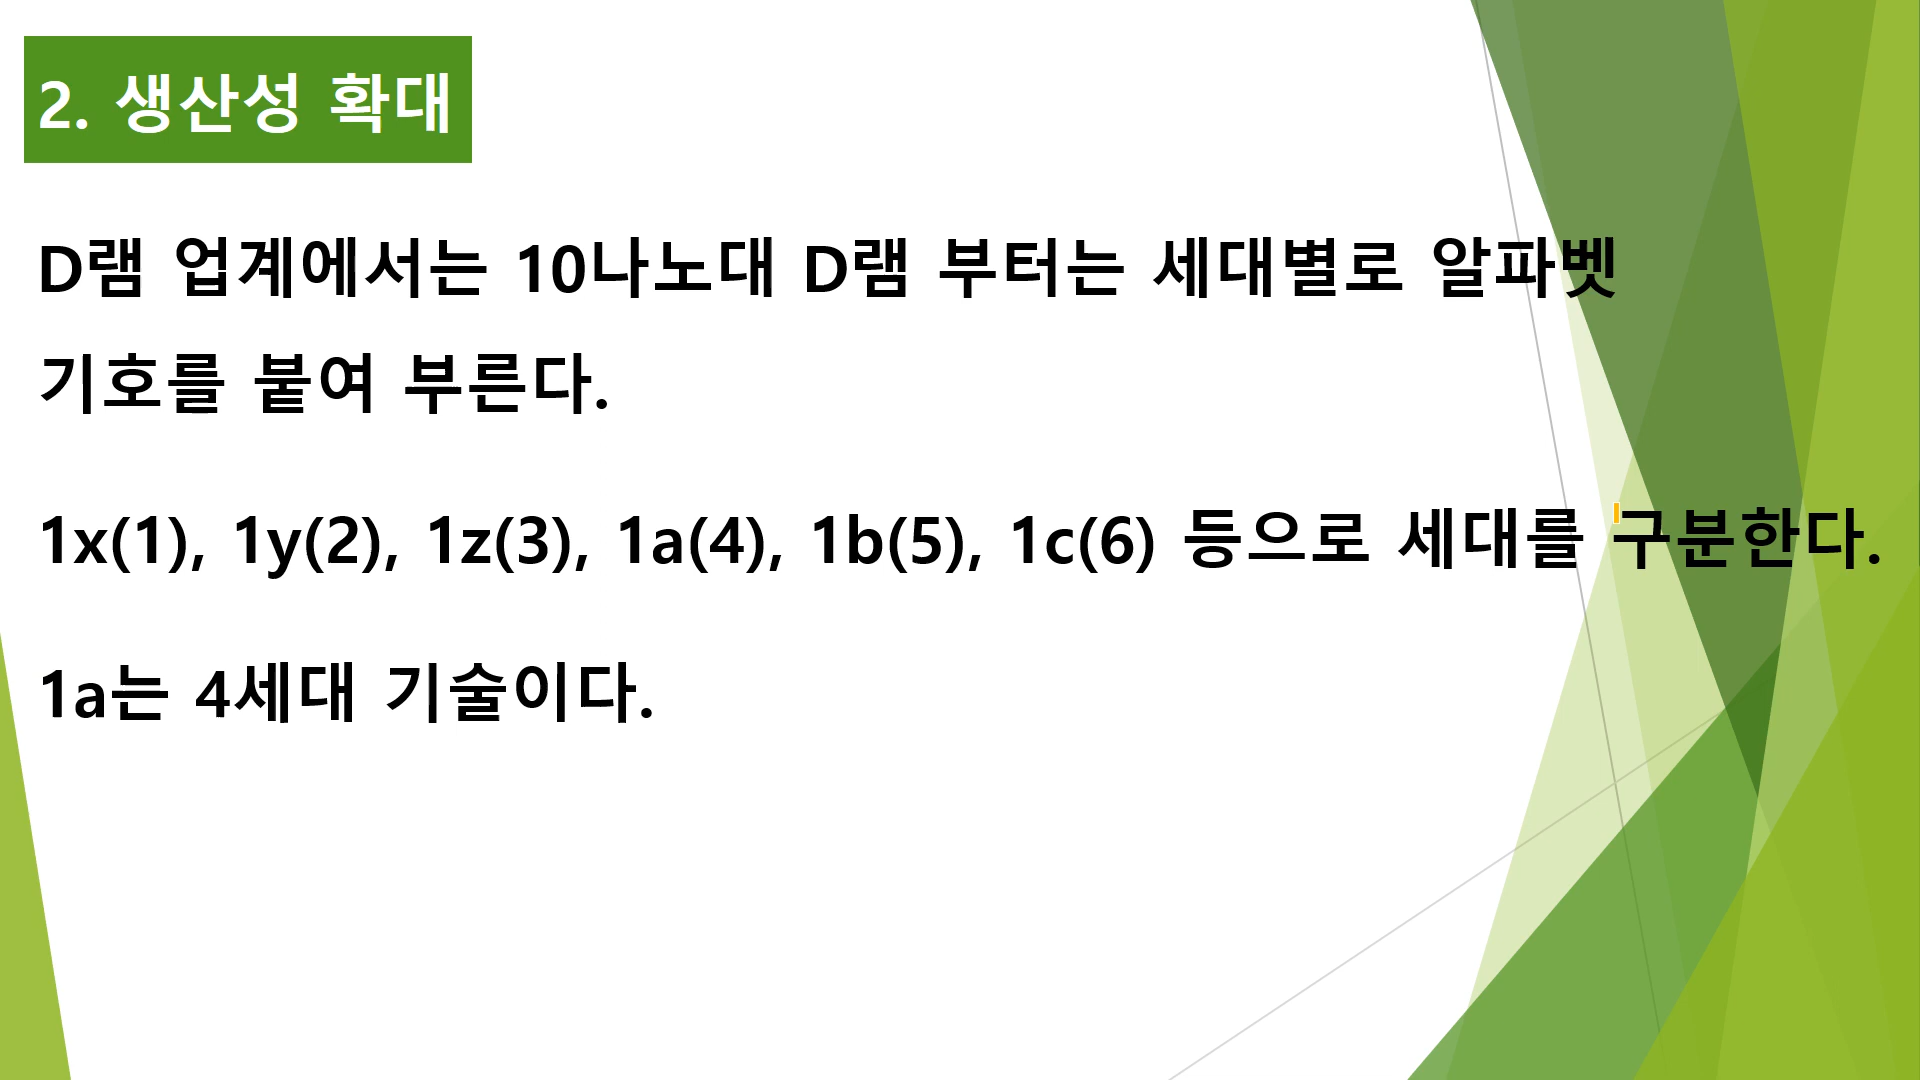 2. 생산성 확대
D램 업계에서는 10나노대 D램 부터는 세대별로 알파벳
기호를 붙여 부른다.
1x(1), 1y(2), 1z(3), 1a(4), 1b(5), 1c(6) 등으로 세대를 구분한다.
1a는 4세대 기술이다.